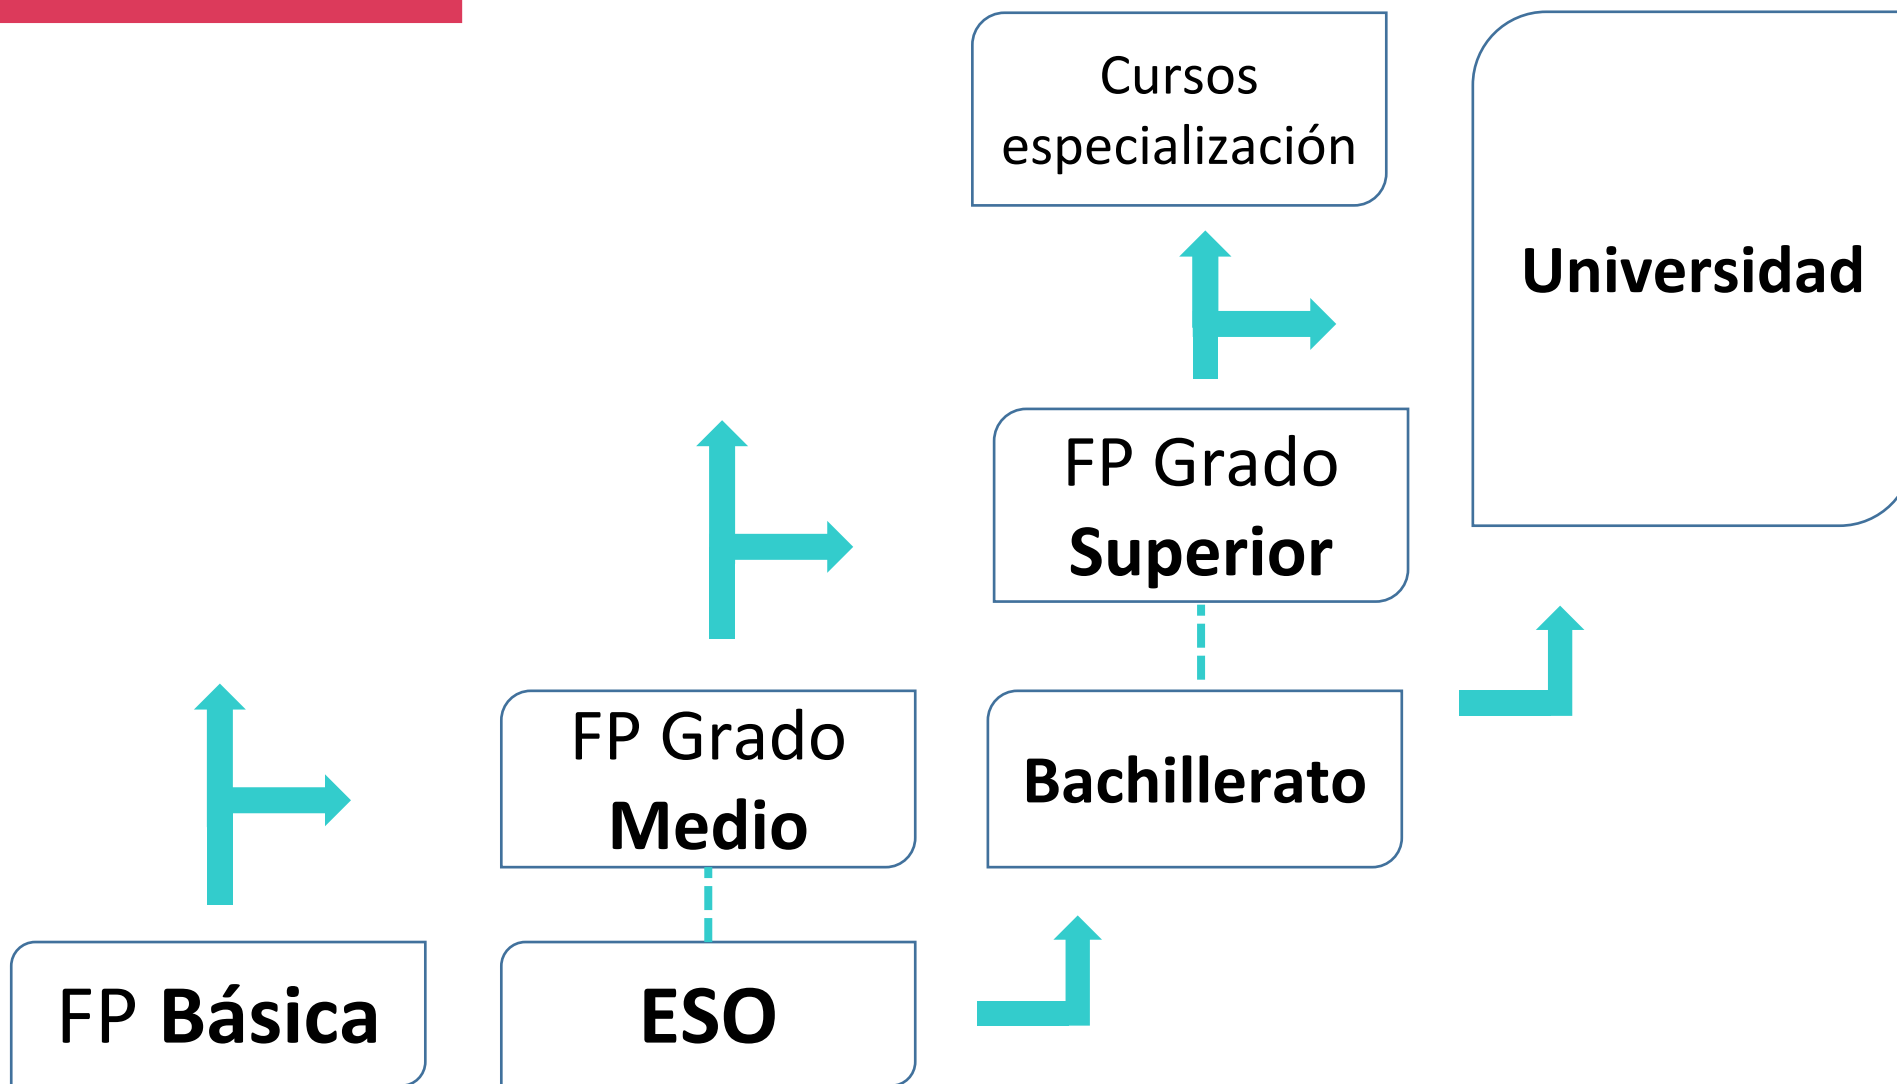 Cursos
especialización
Universidad
FP Grado
Superior
FP Grado
Medio
Bachillerato
FP Básica
ESO